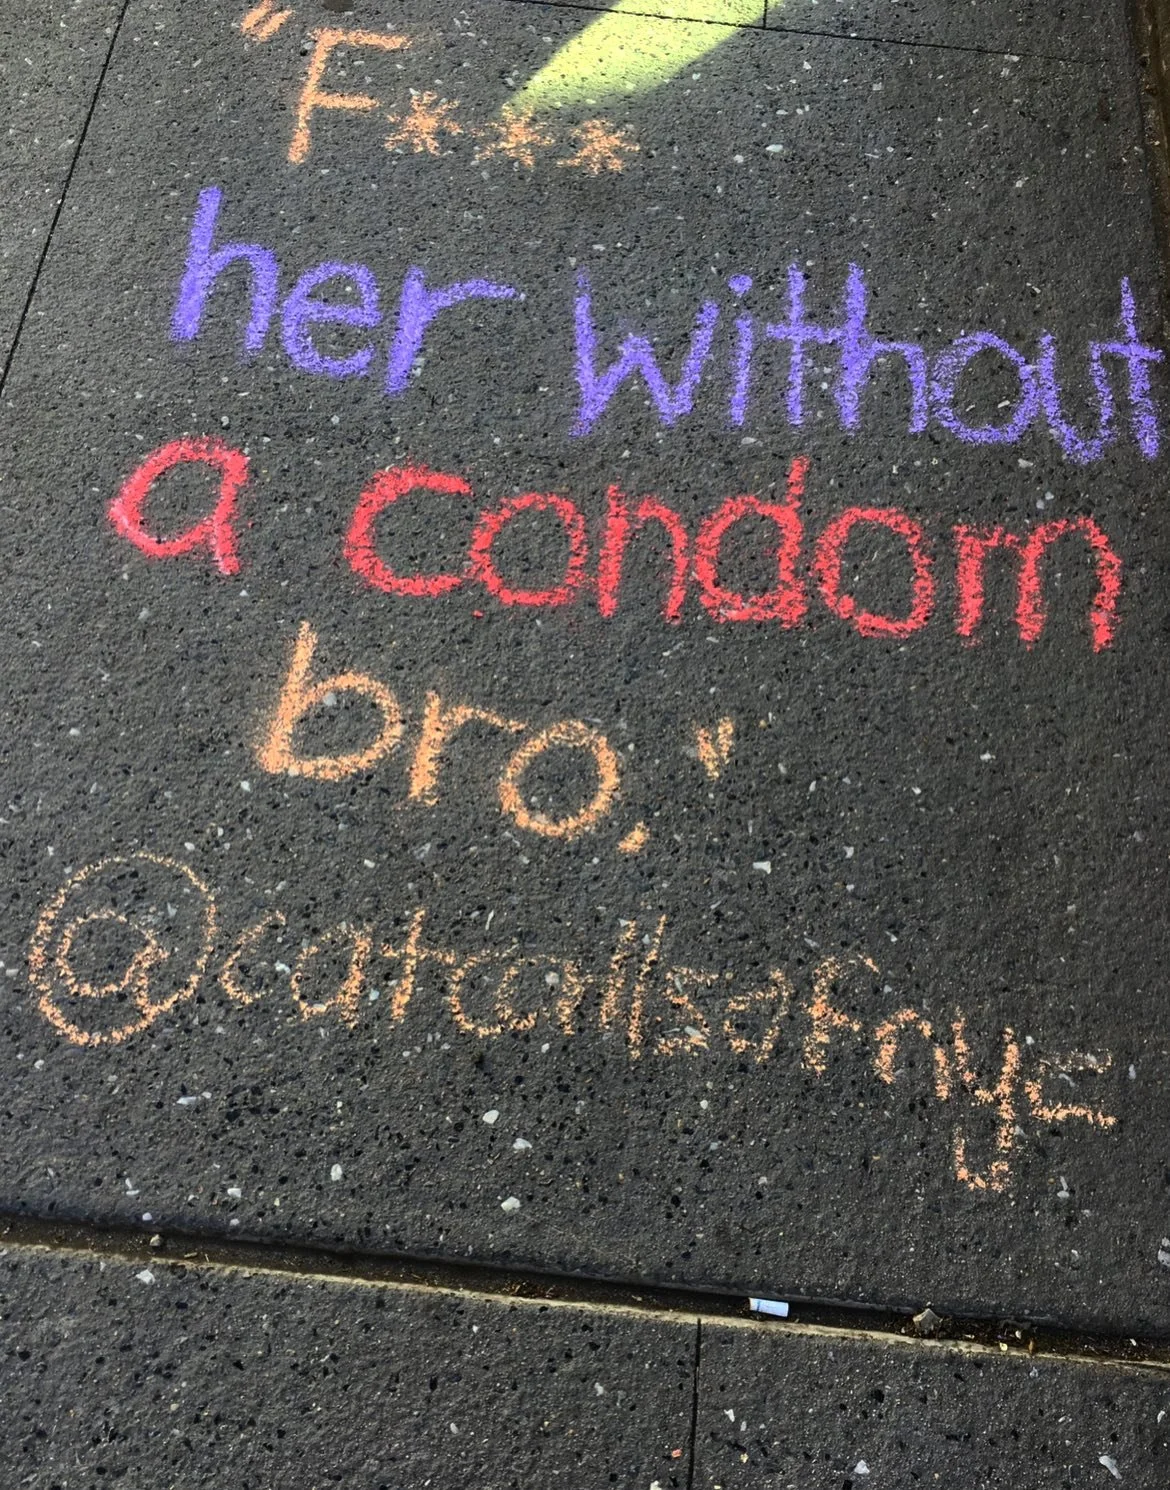 "F***
her without
a condom
bro,"
@catcallsofnyc